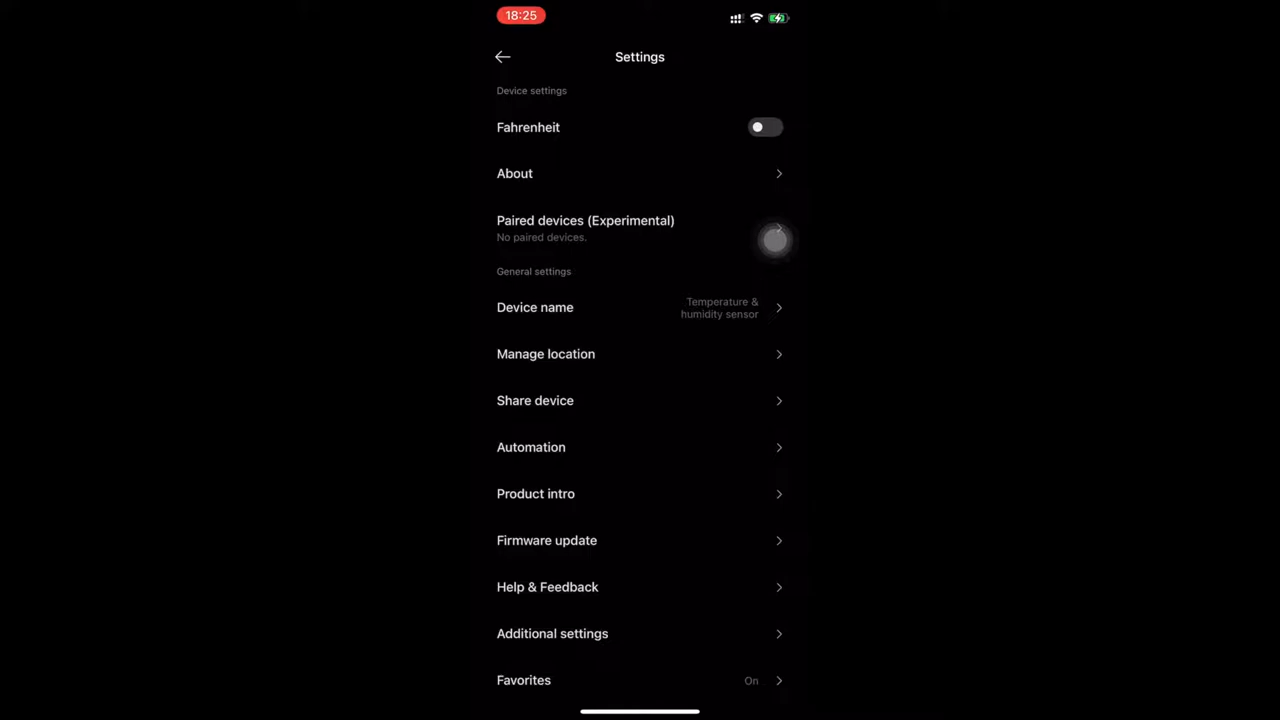 18:25
Settings
Device settings
Fahrenheit
About
Paired devices (Experimental)
No paired devices.
General settings
Device name
Temperature &
humidity sensor
Manage location
Share device
Automation
Product intro
Firmware update
Help & Feedback
Additional settings
Favorites On